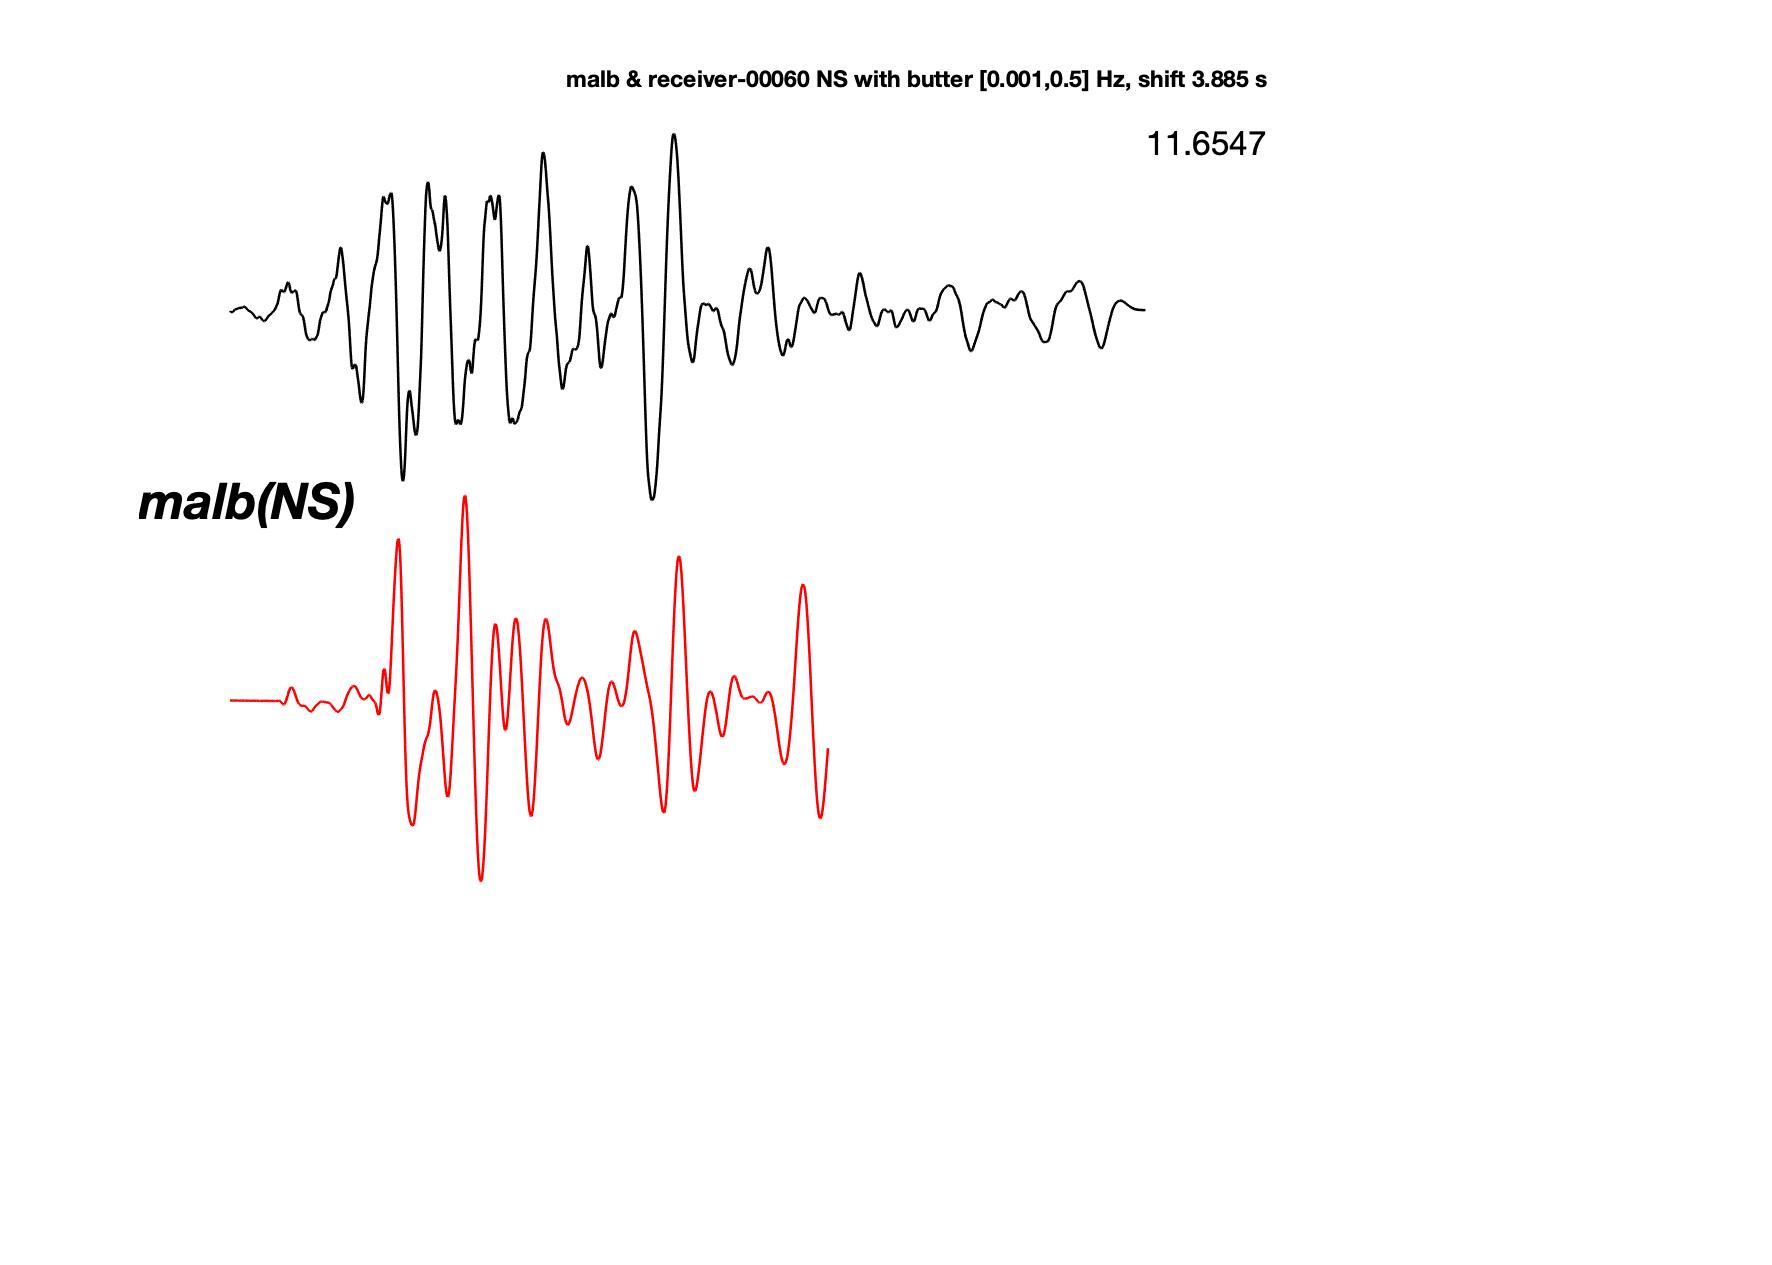 malb & receiver-00060 NS with butter [0.001,0.5] Hz, shift 3.885 s
11.6547
malb(NS)